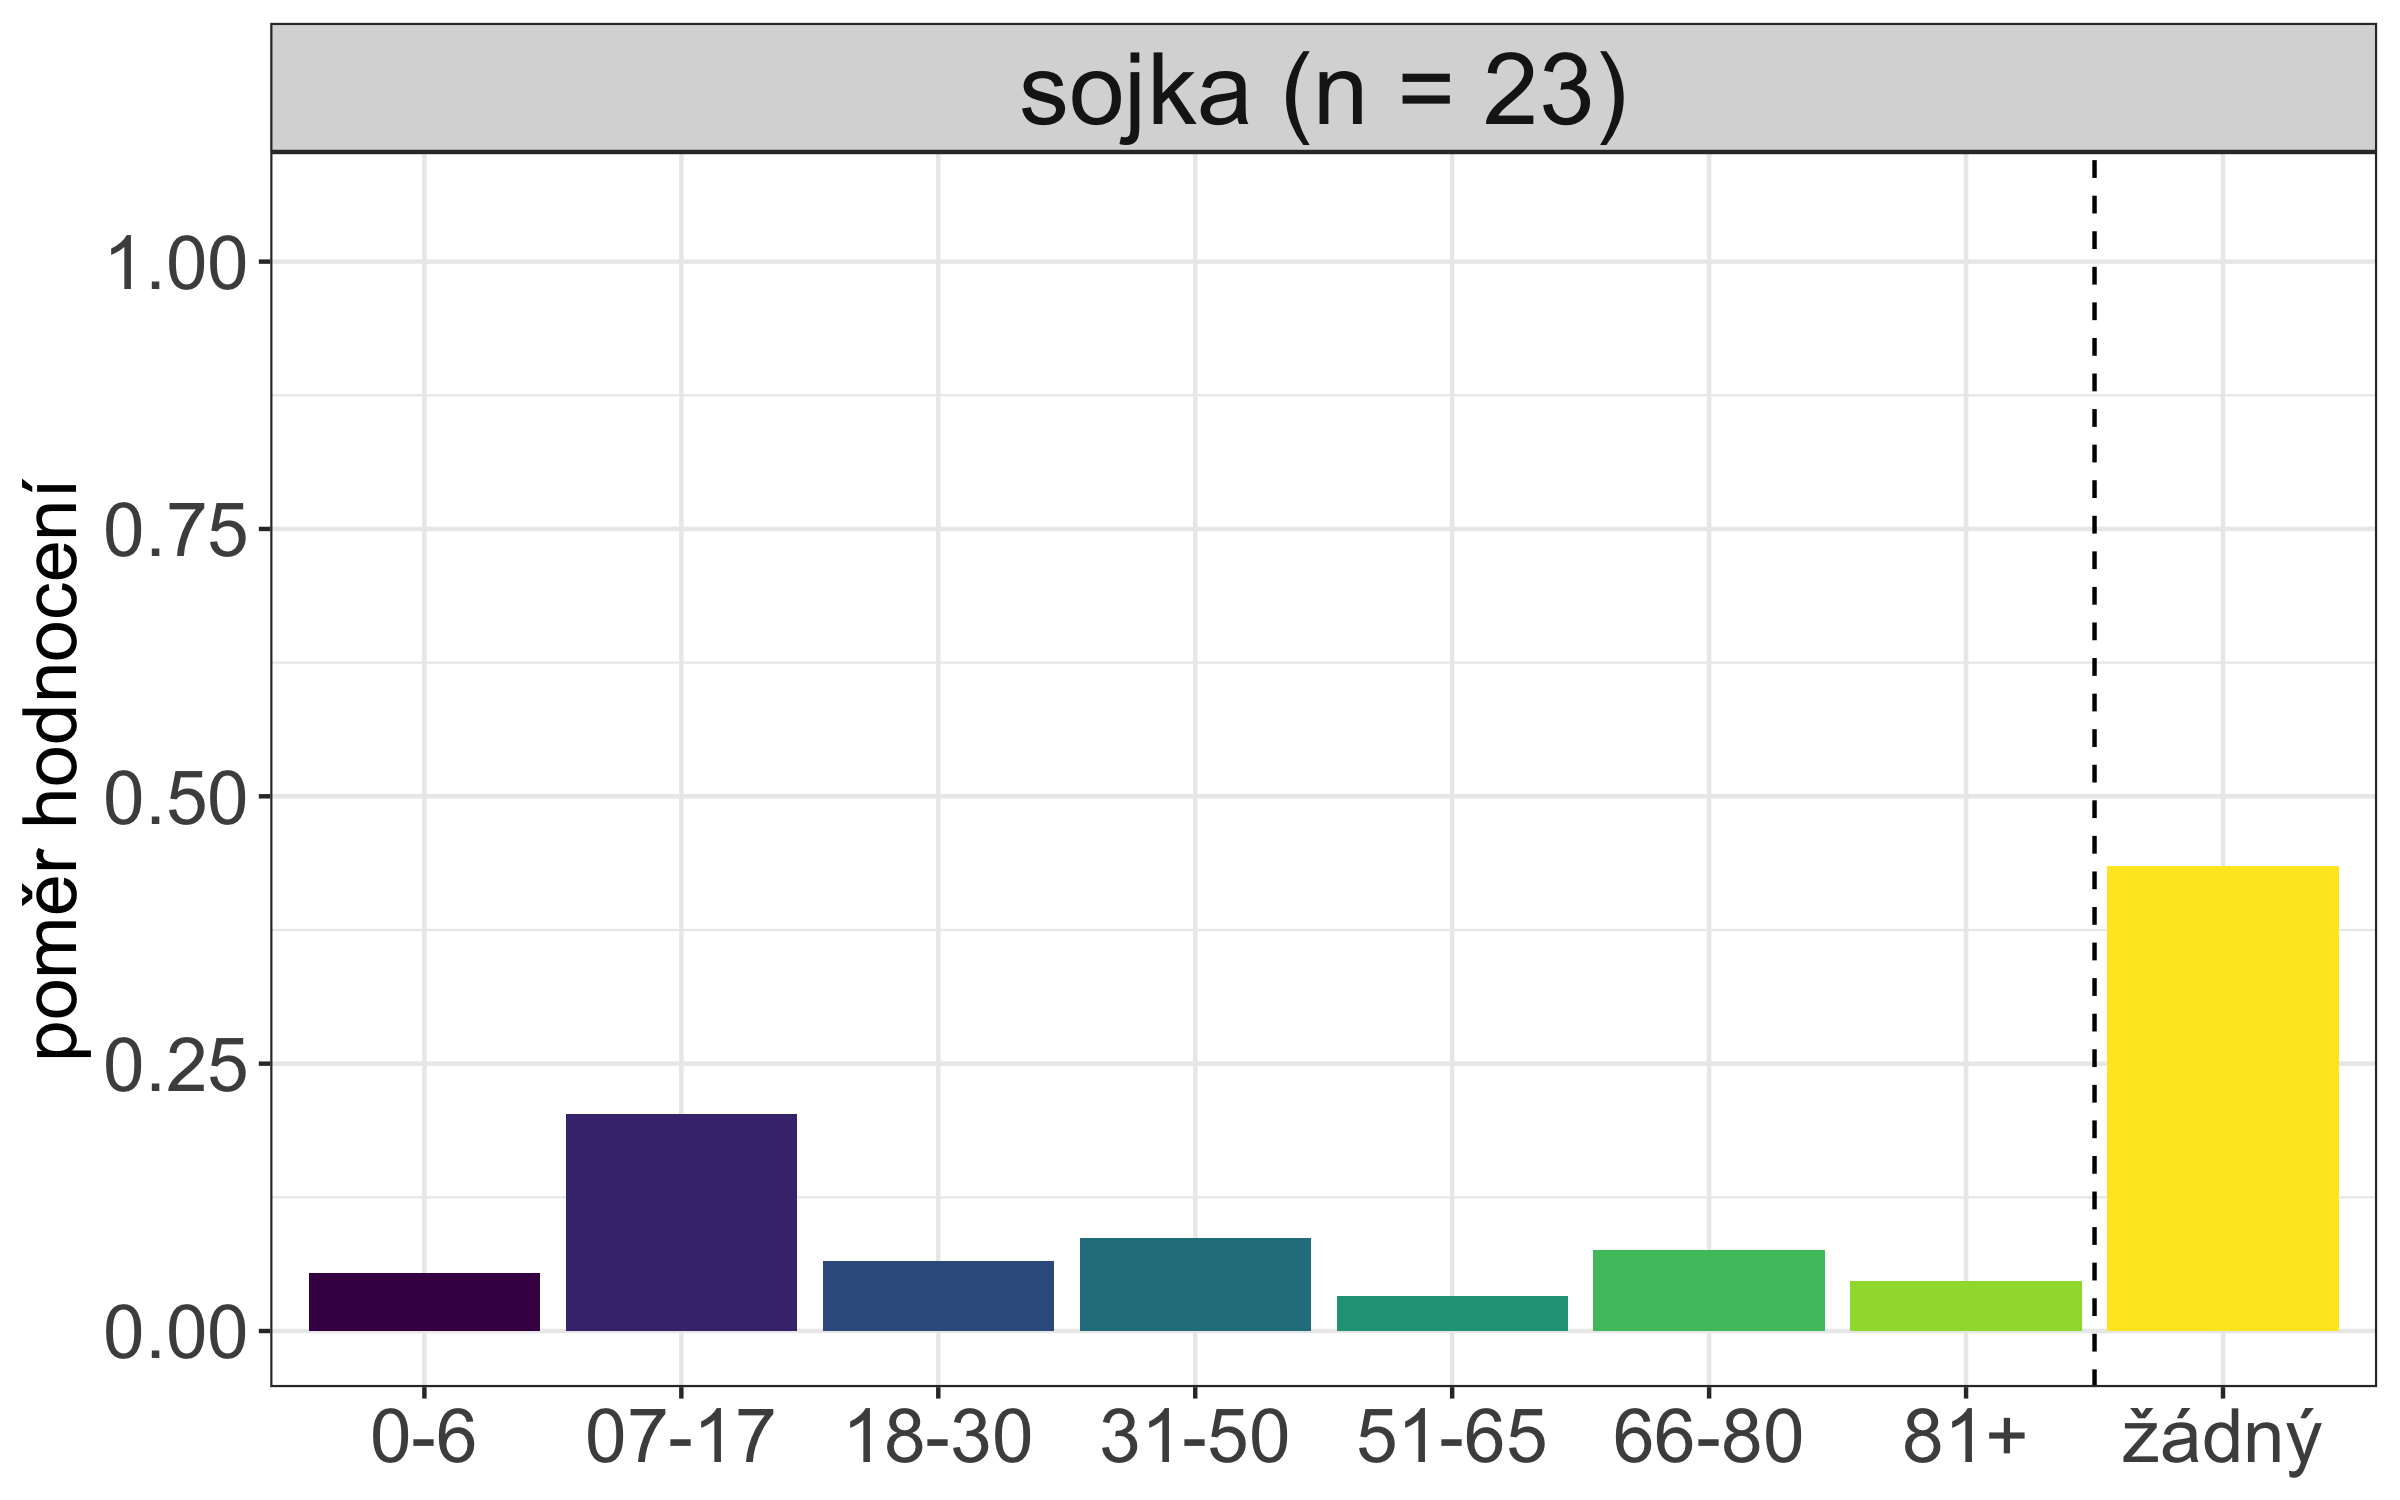 sojka (n = 23)
poměr hodnocení
1.00
0.75
0.50
0.25
0.00
0-6 07-17 18-30 31-50 51-65 66-80 81+ žádný